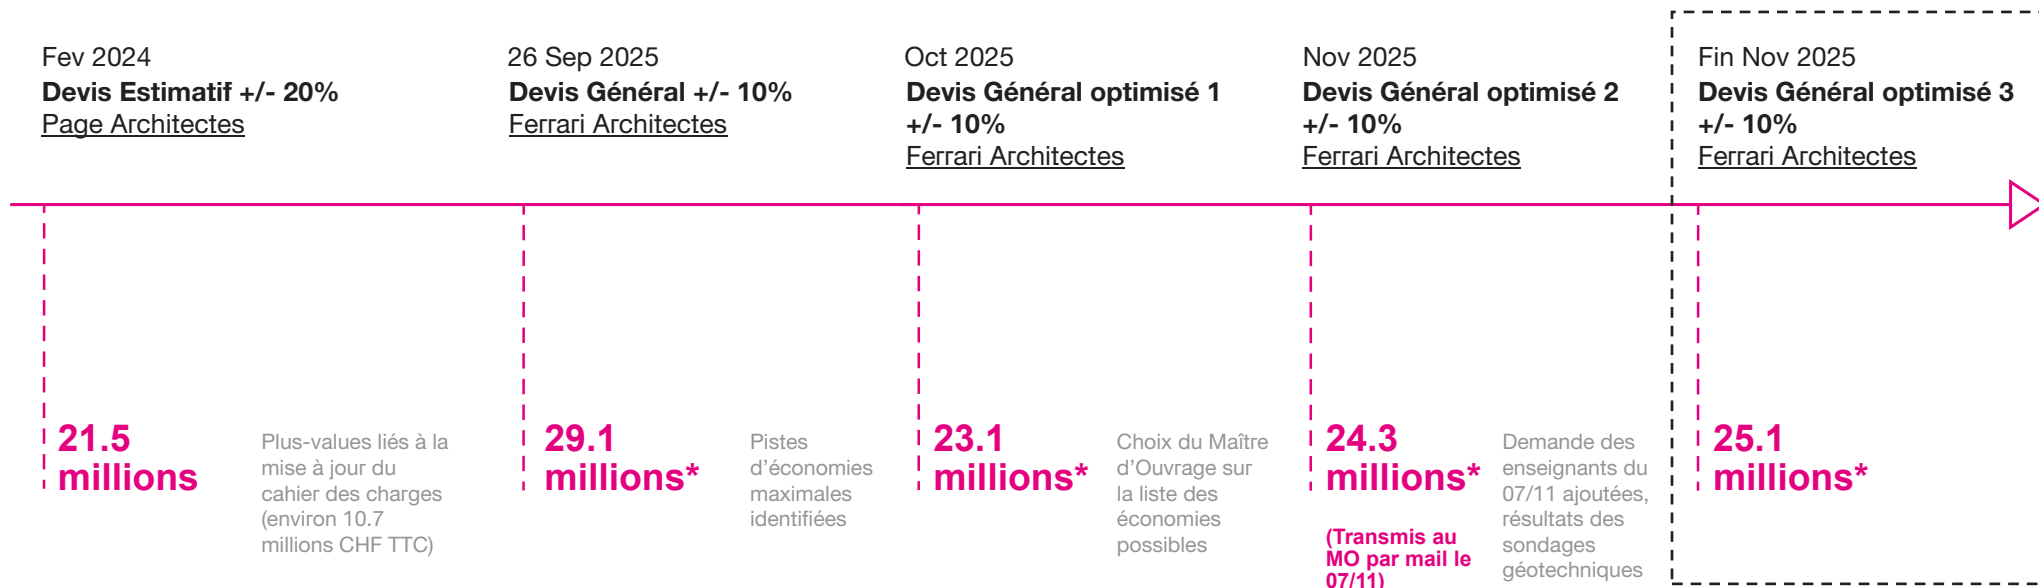 Fev 2024
Devis Estimatif +/- 20%
Page Architectes
26 Sep 2025
Devis Général +/- 10%
Ferrari Architectes
Oct 2025
Devis Général optimisé 1
+/- 10%
Ferrari Architectes
Nov 2025
Devis Général optimisé 2
+/- 10%
Ferrari Architectes
Fin Nov 2025
Devis Général optimisé 3
+/- 10%
Ferrari Architectes
21.5
millions
Plus-values liés à la
mise à jour du
cahier des charges
(environ 10.7
millions CHF TTC)
29.1
millions*
Pistes
d’économies
maximales
identifiées
23.1
millions*
Choix du Maître
d’Ouvrage sur
la liste des
économies
possibles
24.3
millions*
(Transmis au
MO par mail le
07/11)
Demande des
enseignants du
07/11 ajoutées,
résultats des
sondages
géotechniques
25.1
millions*